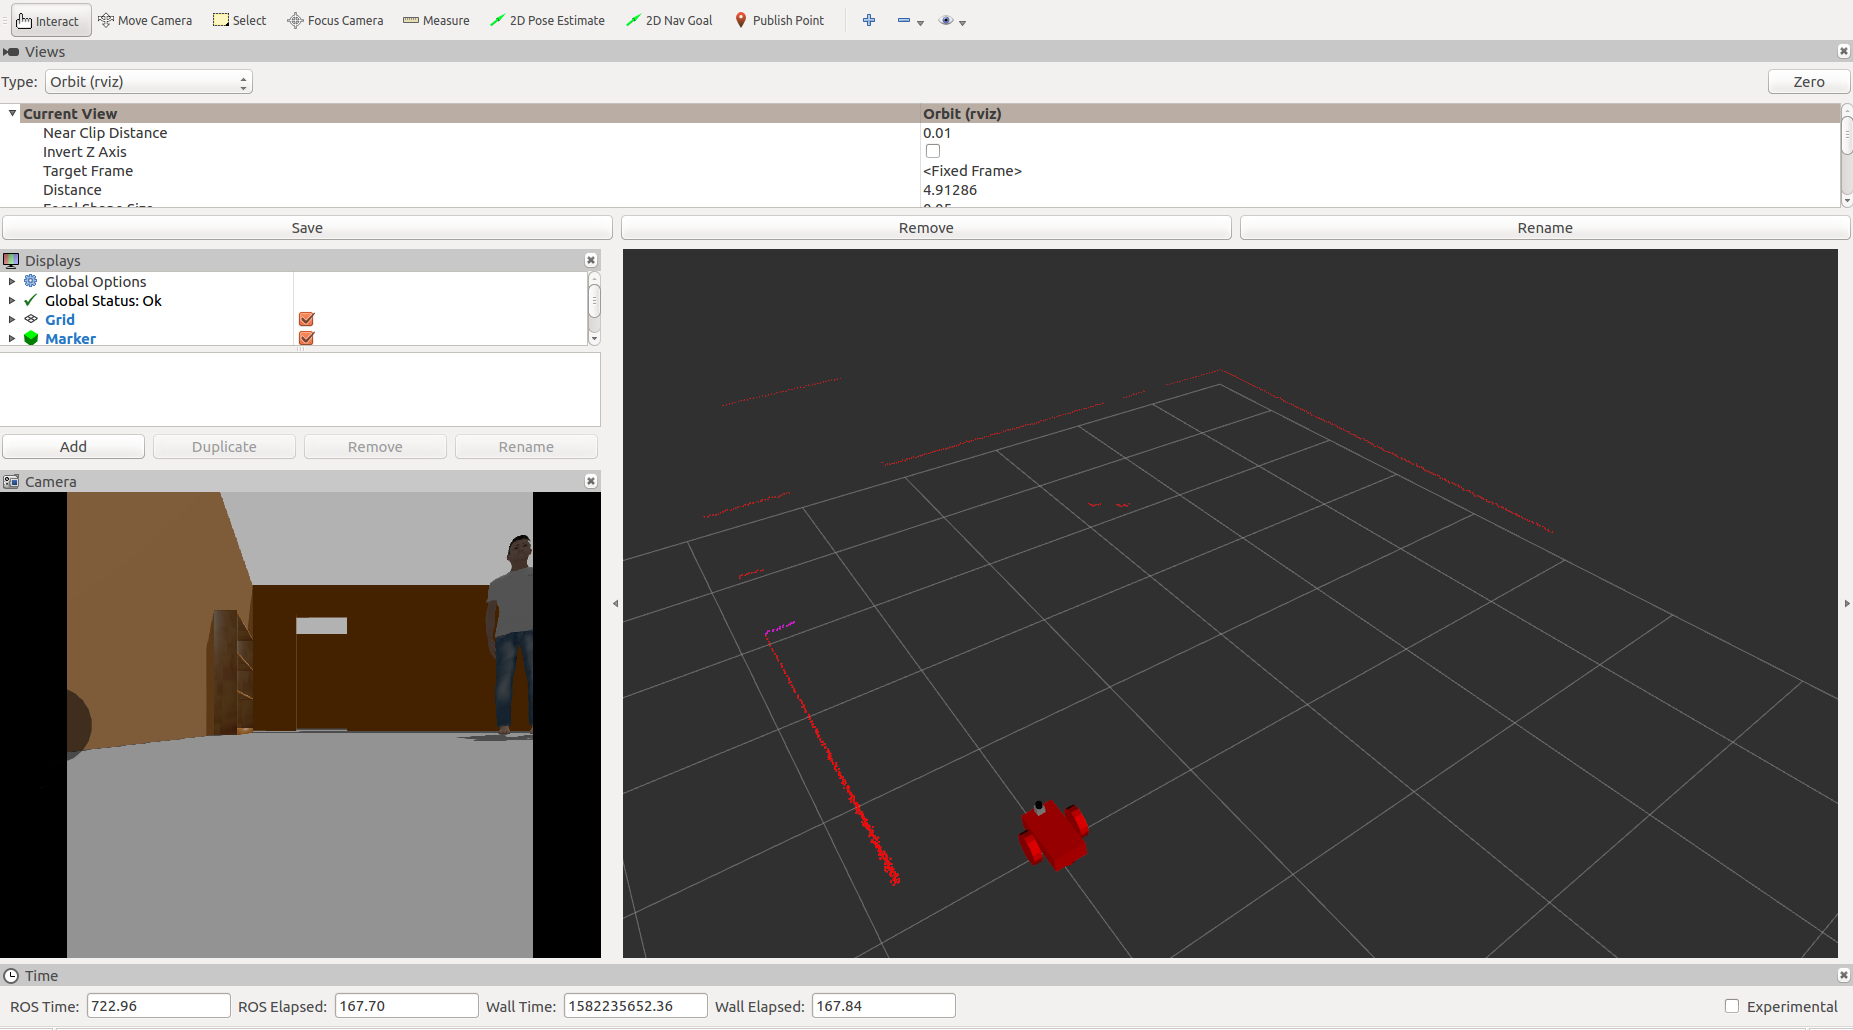 Interact Move Camera Select Focus Camera Measure 2D Pose Estimate 2D Nav Goal Publish Point
Views
Type: Orbit (rviz) Zero
Current View Orbit (rviz)
Near Clip Distance 0.01
Invert Z Axis
Target Frame <Fixed Frame>
Distance 4.91286
Save Remove Rename
Displays
Global Options
Global Status: Ok
Grid
Marker
Add Duplicate Remove Rename
Camera
Time
ROS Time: 722.96 ROS Elapsed: 167.70 Wall Time: 1582235652.36 Wall Elapsed: 167.84 Experimental